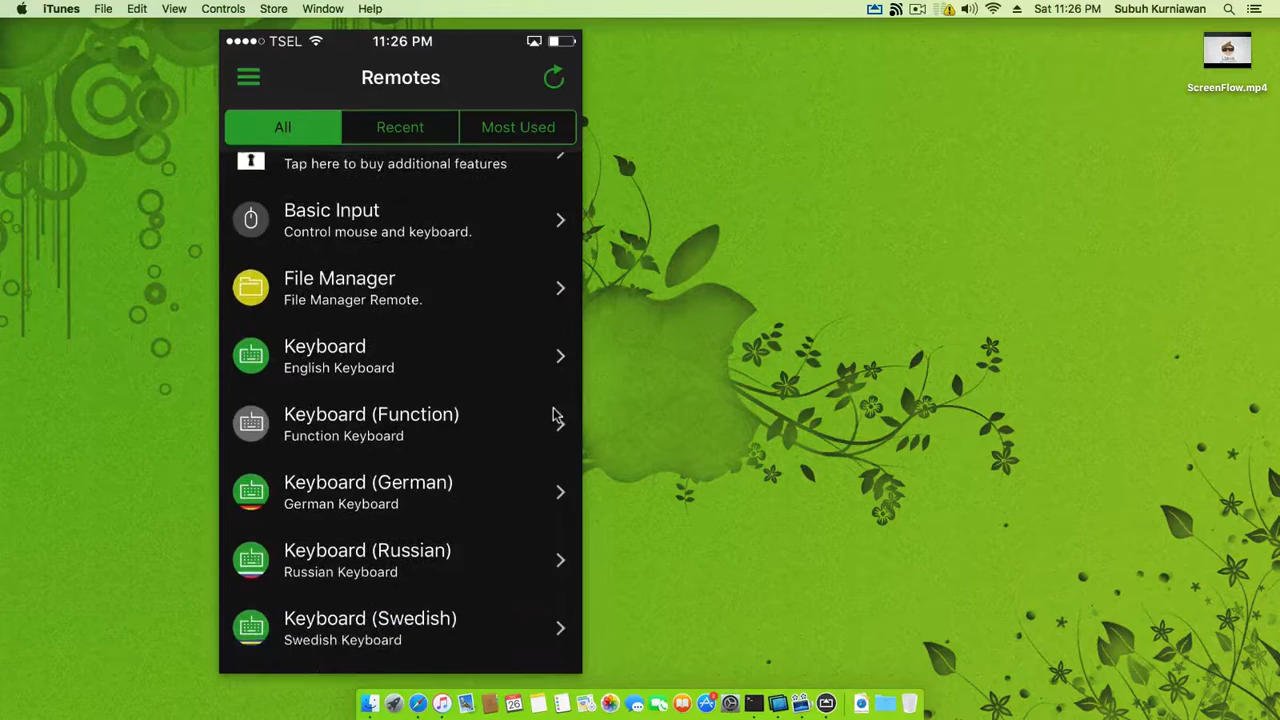 iTunes File Edit View Controls Store Window Help
Sat 11:26 PM Subuh Kurniawan
TSEL 11:26 PM
Remotes
All Recent Most Used
Tap here to buy additional features
Basic Input
Control mouse and keyboard.
File Manager
File Manager Remote.
Keyboard
English Keyboard
Keyboard (Function)
Function Keyboard
Keyboard (German)
German Keyboard
Keyboard (Russian)
Russian Keyboard
Keyboard (Swedish)
Swedish Keyboard
ScreenFlow.mp4
26